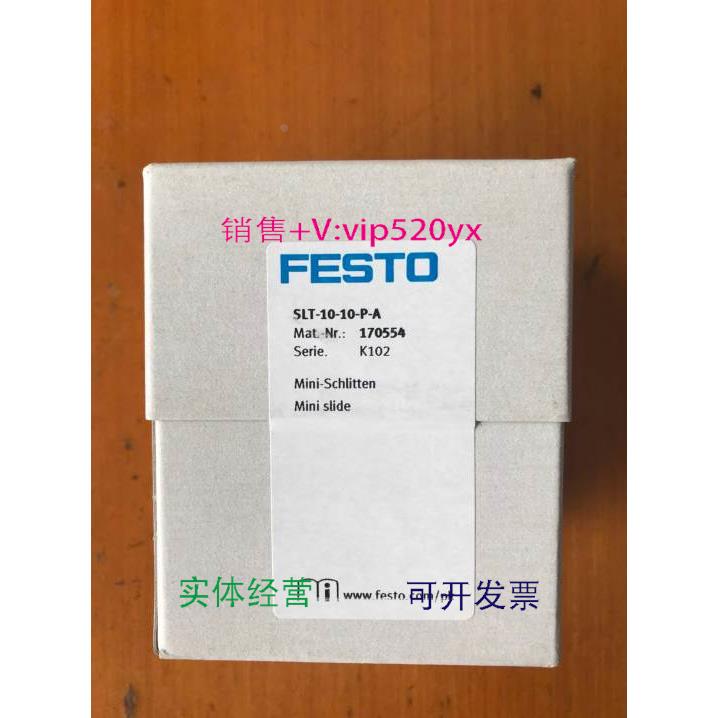 销售+V:vip520yx
FESTO
SLT-10-10-P-A
Mat.-Nr.: 170554
Serie. K102
Mini-Schlitten
Mini slide
实体经营
www.festo.com/
可开发票